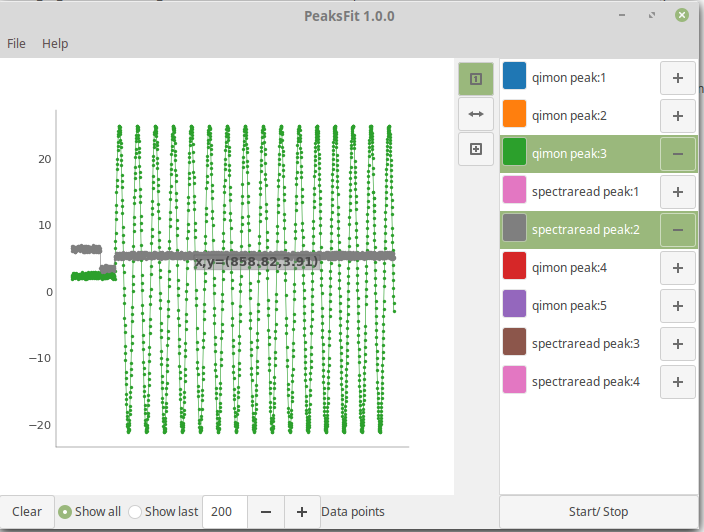 PeaksFit 1.0.0
File Help
1
qimon peak:1
qimon peak:2
qimon peak:3
spectraread peak:1
spectraread peak:2
qimon peak:4
qimon peak:5
spectraread peak:3
spectraread peak:4
20
10
0
−10
−20
x,y=(858.82,3.91)
Clear Show all Show last 200 Data points Start/ Stop